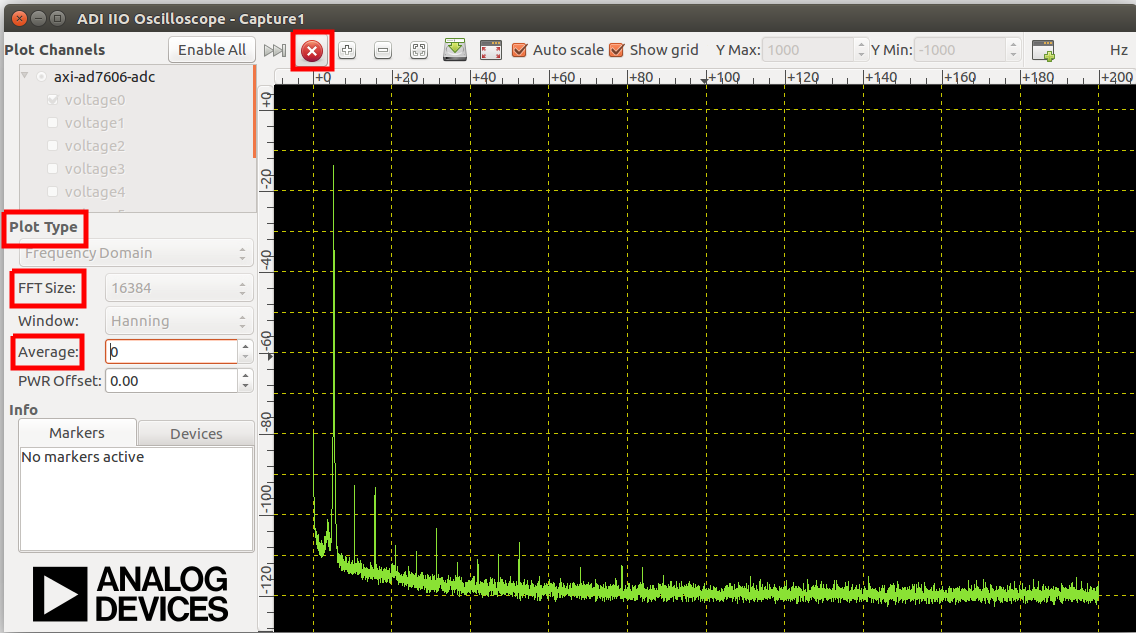 ADI IIO Oscilloscope - Capture1
Plot Channels
Enable All
Auto scale
Show grid
Y Max:
1000
Y Min:
-1000
Hz
axi-ad7606-adc
voltage0
voltage1
voltage2
voltage3
voltage4
+0 +20 +40 +60 +80 +100 +120 +140 +160 +180 +200
+0
-20
-40
-60
-80
-100
-120
Plot Type
Frequency Domain
FFT Size:
16384
Window:
Hanning
Average:
0
PWR Offset:
0.00
Info
Markers
Devices
No markers active
ANALOG
DEVICES